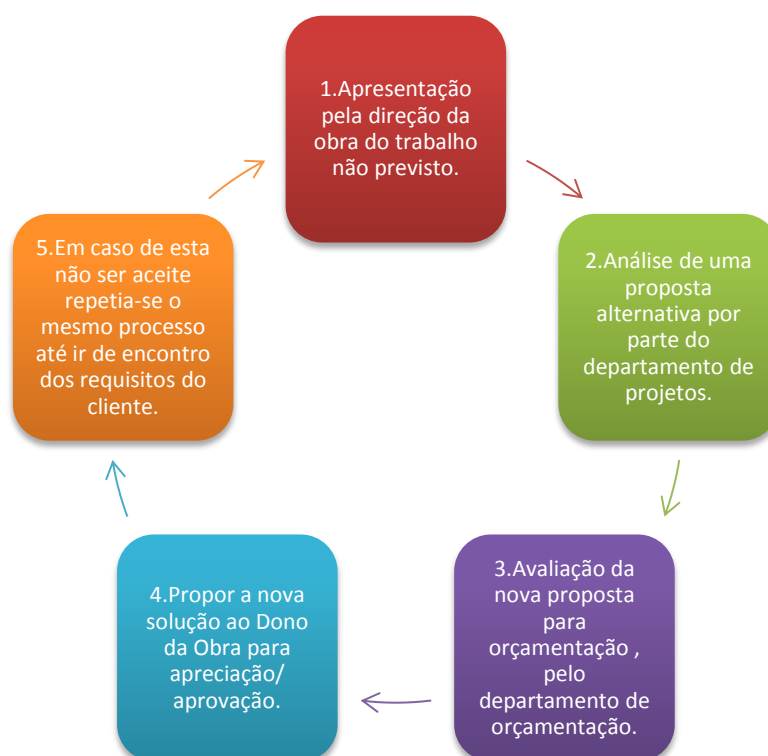 1.Apresentação
pela direção da
obra do trabalho
não previsto.
2.Análise de uma
proposta
alternativa por
parte do
departamento de
projetos.
3.Avaliação da
nova proposta
para
orçamentação ,
pelo
departamento de
orçamentação.
4.Propor a nova
solução ao Dono
da Obra para
apreciação/
aprovação.
5.Em caso de esta
não ser aceite
repetia-se o
mesmo processo
até ir de encontro
dos requisitos do
cliente.